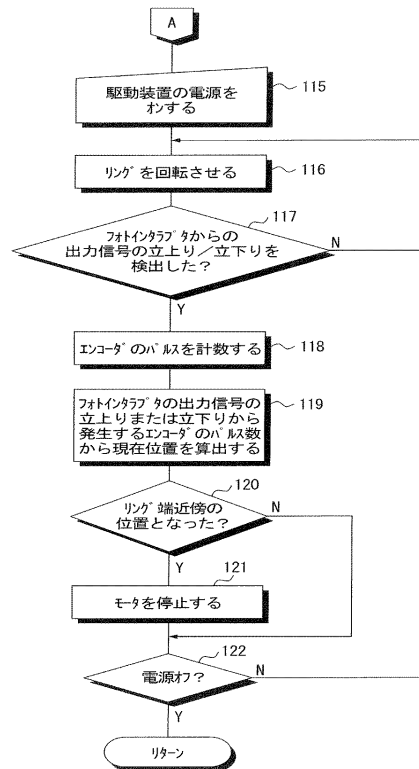 A
駆動装置の電源を
オンする
115
リングを回転させる
116
117
フォトインタラプタからの
出力信号の立上り／立下りを
検出した？
N
Y
エンコーダのパルスを計数する
118
フォトインタラプタの出力信号の
立上りまたは立下りから
発生するエンコーダのパルス数
から現在位置を算出する
119
120
リング端近傍の
位置となった？
N
Y
121
モータを停止する
122
電源オフ？
N
Y
リターン